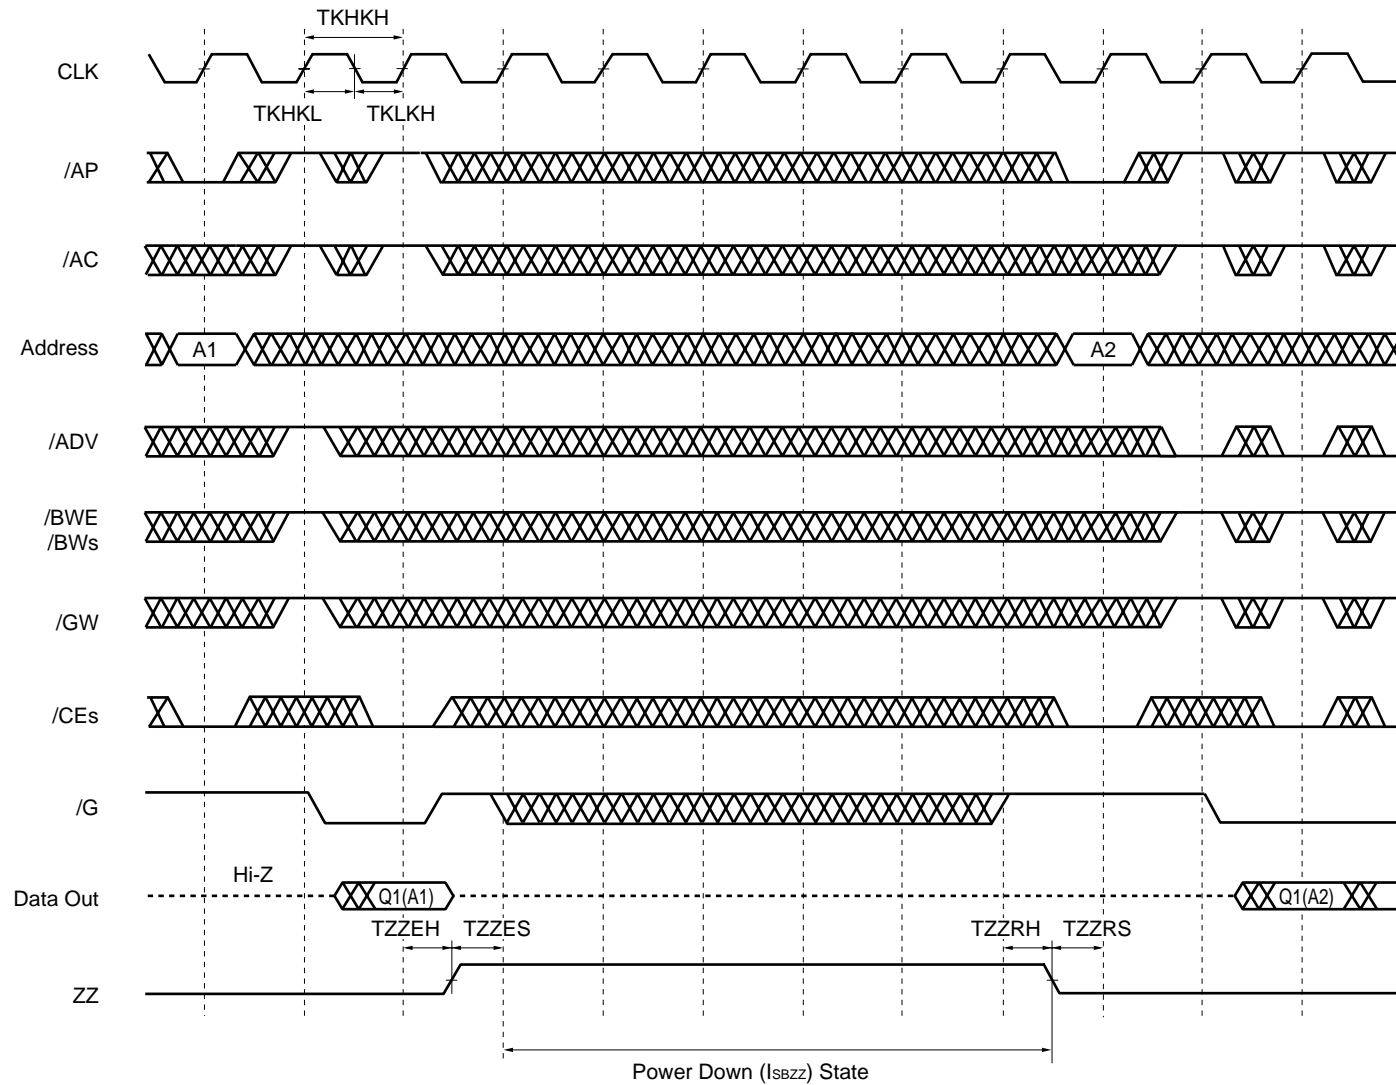 TKHKH
CLK
TKHKL TKLKH
/AP
/AC
Address A1 A2
/ADV
/BWE
/BWs
/GW
/CEs
/G
Hi-Z
Data Out Q1(A1) Q1(A2)
TZZEH TZZES TZZRH TZZRS
ZZ
Power Down (ISBZZ) State